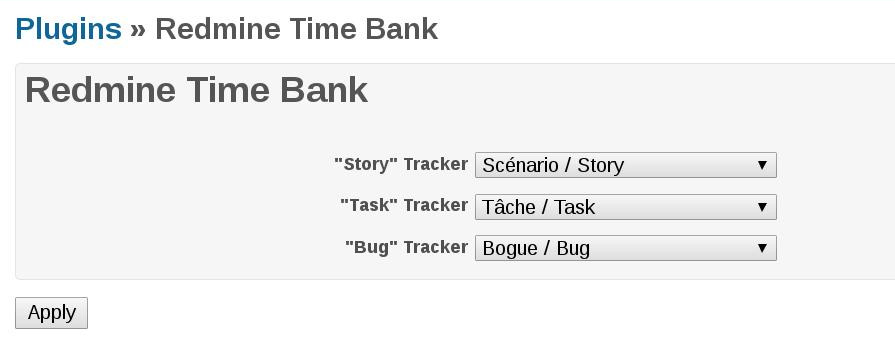 Plugins » Redmine Time Bank
Redmine Time Bank
"Story" Tracker Scénario / Story
"Task" Tracker Tâche / Task
"Bug" Tracker Bogue / Bug
Apply